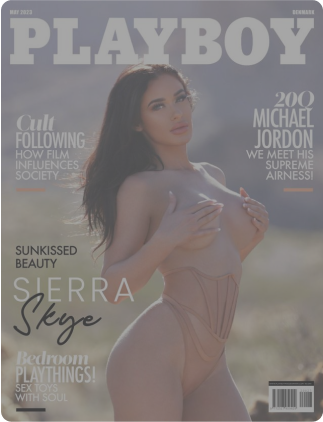 PLAYBOY
Cult
FOLLOWING
HOW FILM
INFLUENCES
SOCIETY
20Q
MICHAEL
JORDON
WE MEET HIS
SUPREME
AIRNESS!
SUNKISSED
BEAUTY
SIERRA
Skye
Bedroom
PLAYTHINGS!
SEX TOYS
WITH SOUL